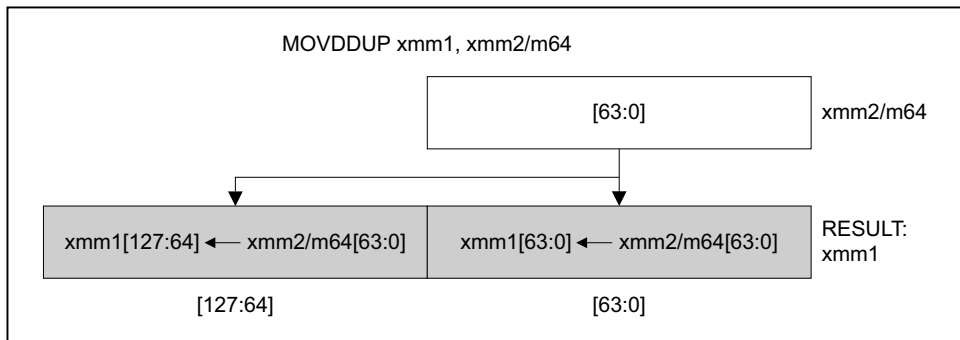 MOVDDUP xmm1, xmm2/m64
[63:0]
xmm2/m64
xmm1[127:64] ← xmm2/m64[63:0]
xmm1[63:0] ← xmm2/m64[63:0]
RESULT:
xmm1
[127:64]
[63:0]